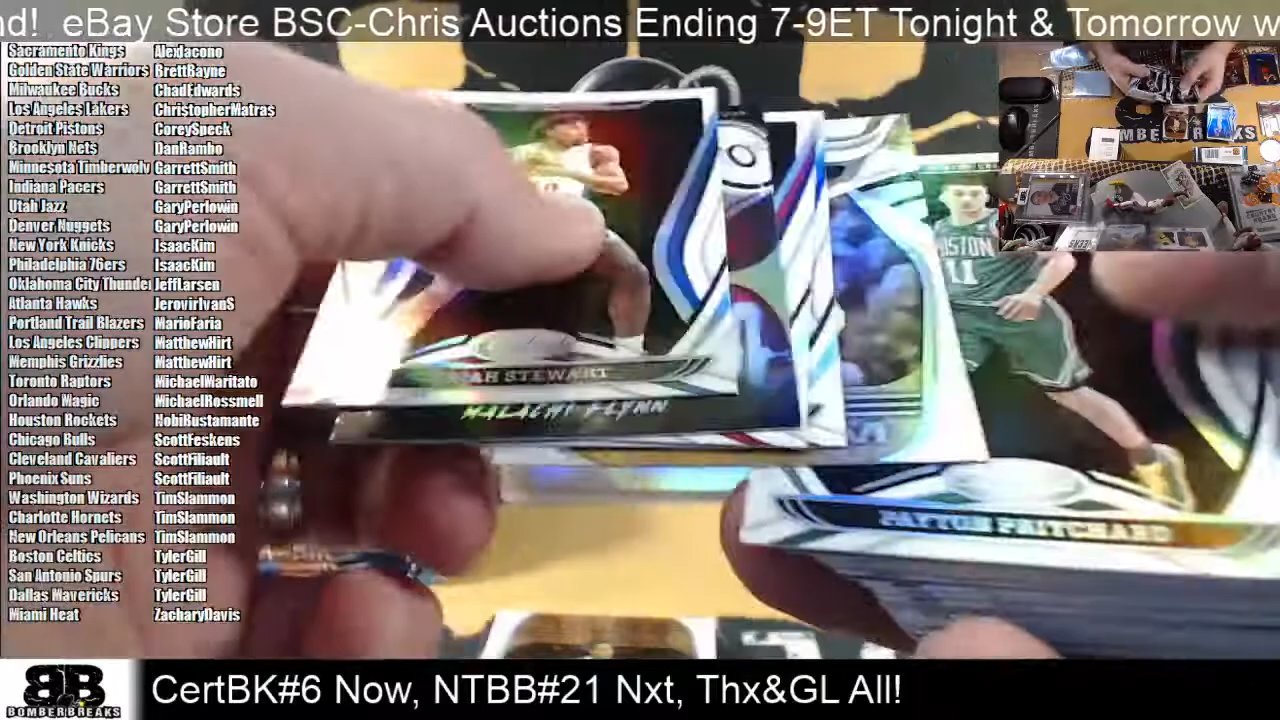 nd! eBay Store BSC-Chris Auctions Ending 7-9ET Tonight & Tomorrow w
Sacramento Kings AlexIacono
Golden State Warriors BrettBayne
Milwaukee Bucks ChadEdwards
Los Angeles Lakers ChristopherMatras
Detroit Pistons CoreySpeck
Brooklyn Nets DanRambo
Minnesota Timberwolv GarrettSmith
Indiana Pacers GarrettSmith
Utah Jazz GaryPerlowin
Denver Nuggets GaryPerlowin
New York Knicks IsaacKim
Philadelphia 76ers IsaacKim
Oklahoma City Thunder JeffLarsen
Atlanta Hawks JerovirIvanS
Portland Trail Blazers MarioFaria
Los Angeles Clippers MatthewHirt
Memphis Grizzlies MatthewHirt
Toronto Raptors MichaelMaritato
Orlando Magic MichaelRossmell
Houston Rockets NobiBustamante
Chicago Bulls ScottFeskens
Cleveland Cavaliers ScottFiliault
Phoenix Suns ScottFiliault
Washington Wizards TimSlammon
Charlotte Hornets TimSlammon
New Orleans Pelicans TimSlammon
Boston Celtics TylerGill
San Antonio Spurs TylerGill
Dallas Mavericks TylerGill
Miami Heat ZacharyDavis
BOSTON
11
IAH STEWART
MALACHI FLYNN
PAYTON PRITCHARD
BB
BOMBERBREAKS
CertBK#6 Now, NTBB#21 Nxt, Thx&GL All!